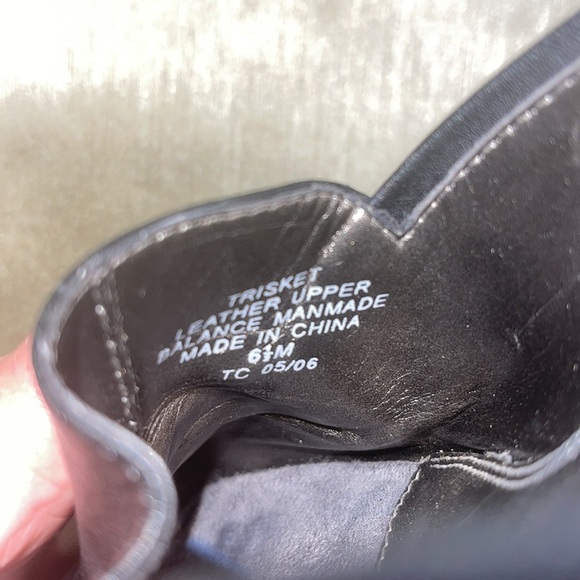 TRISKET
LEATHER UPPER
BALANCE MANMADE
MADE IN CHINA
6½M
TC 05/06